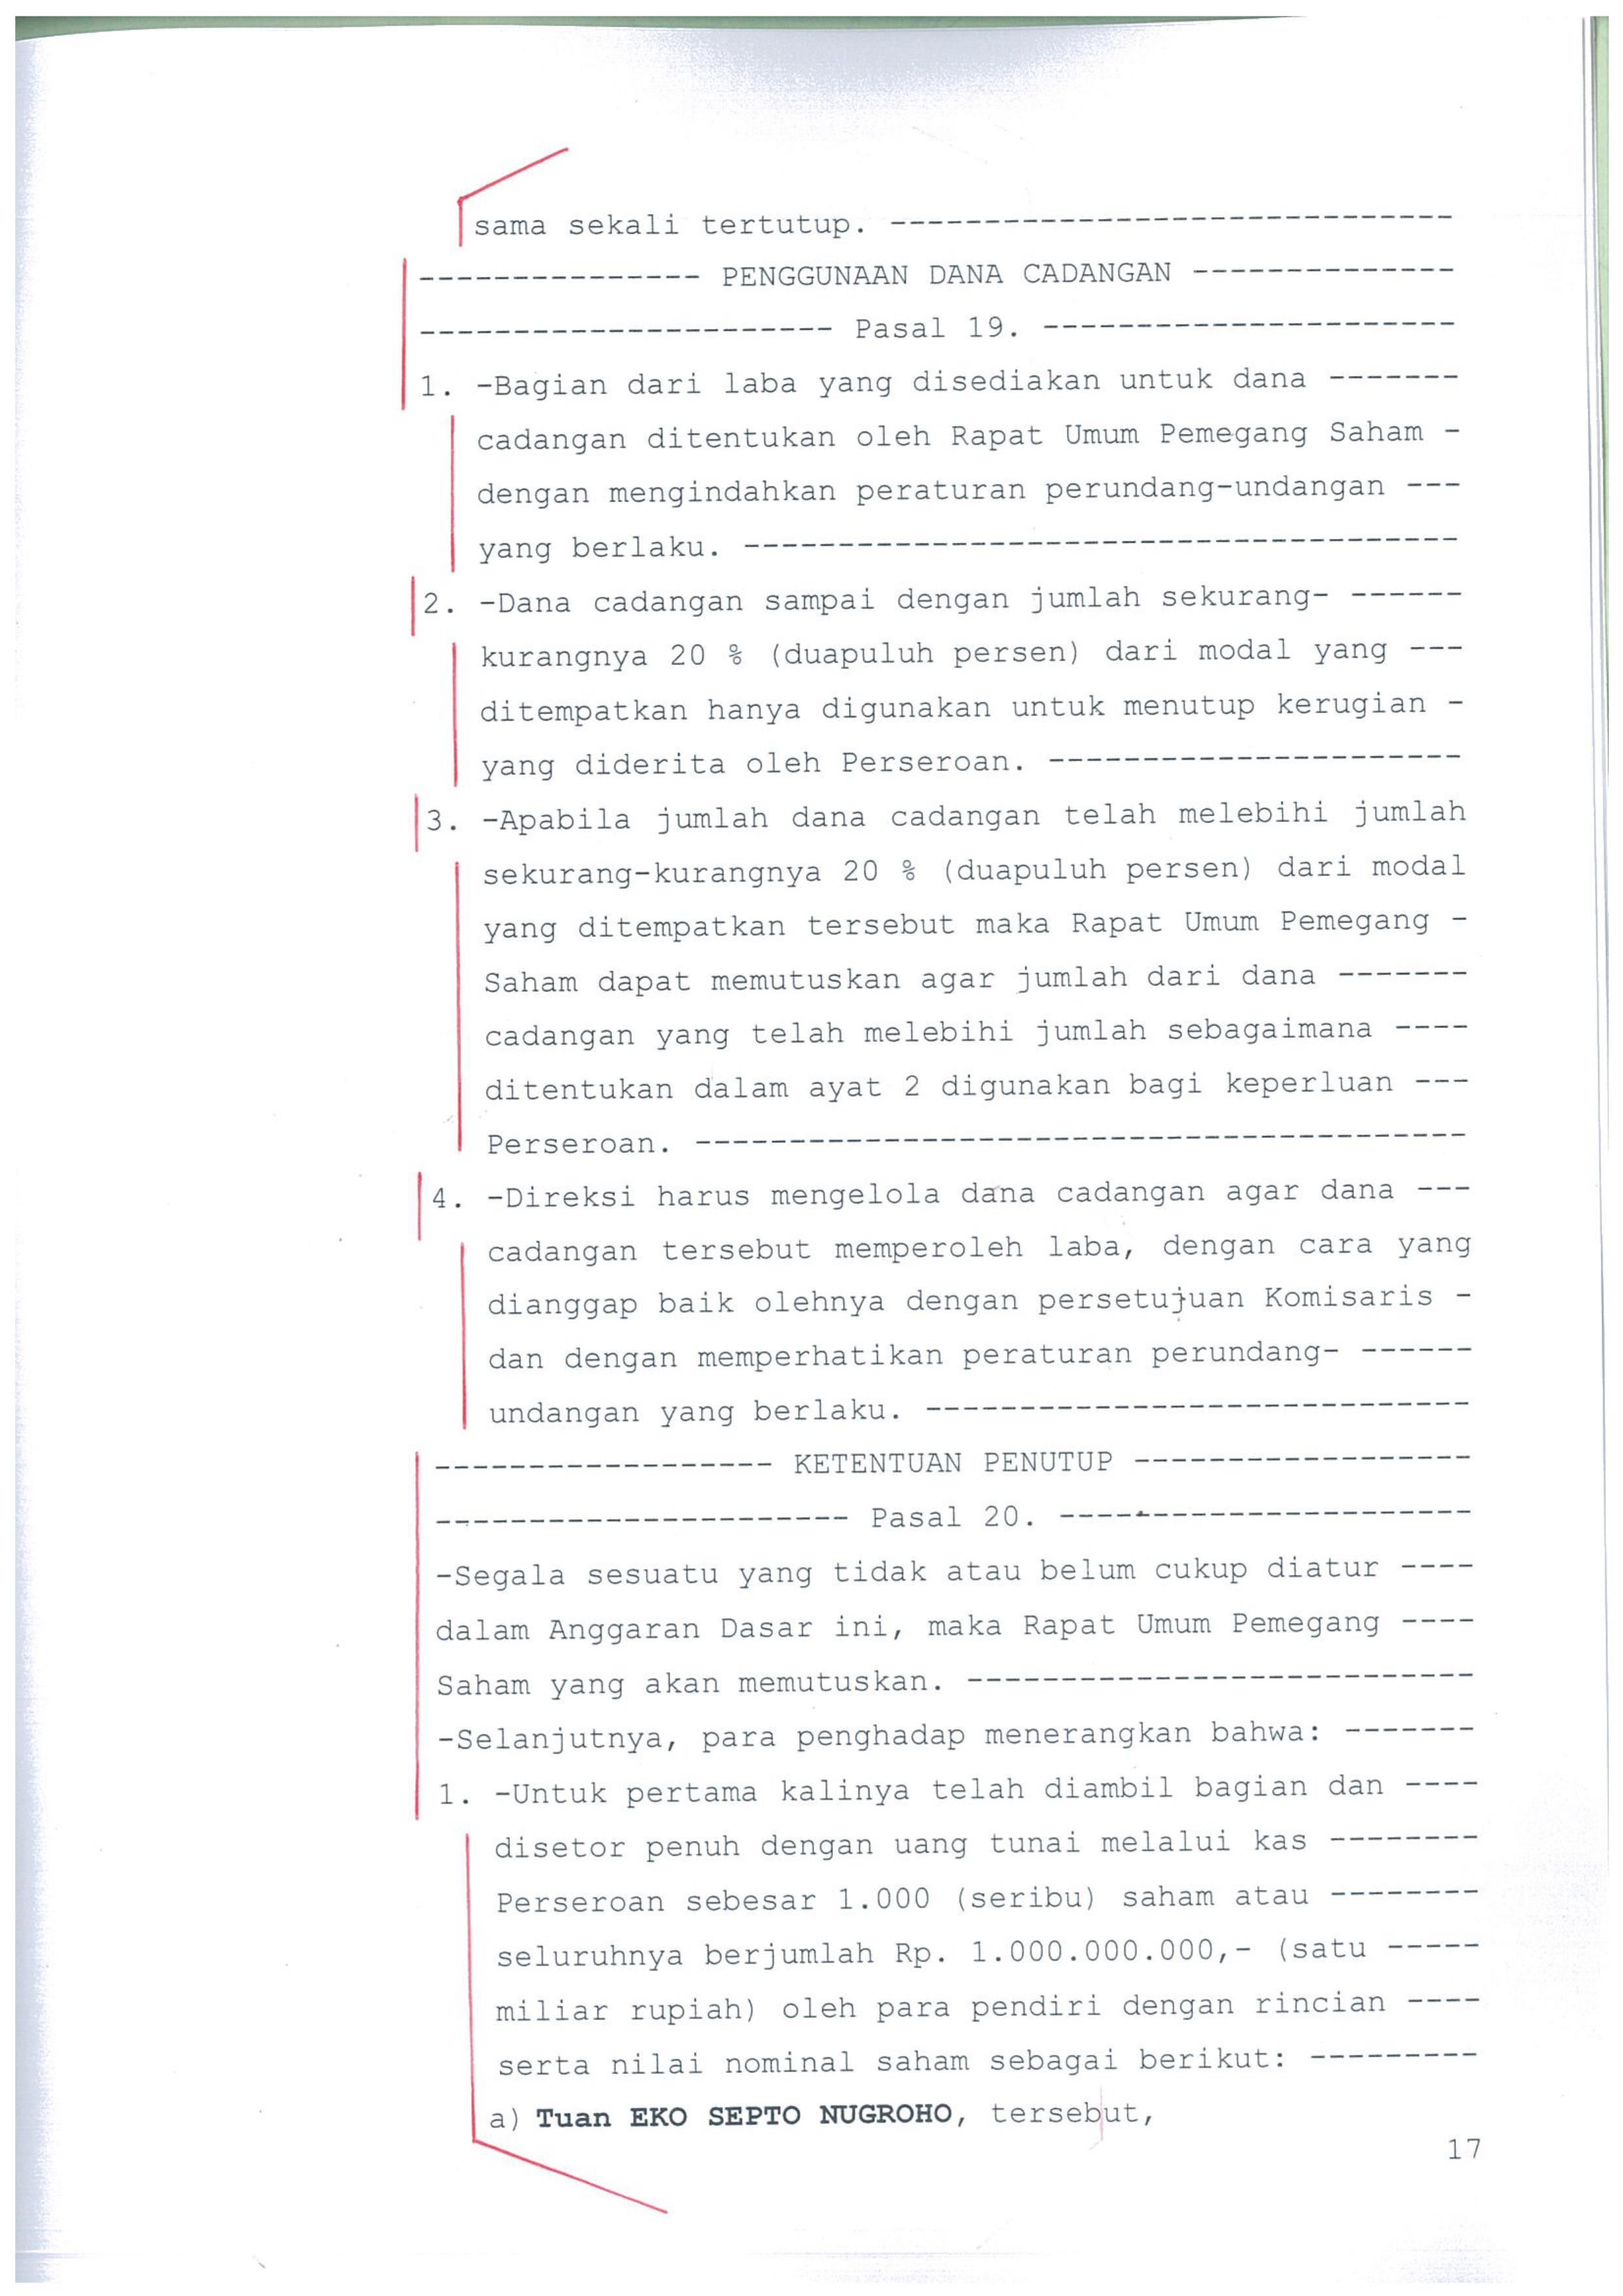 sama sekali tertutup. ------------------------------
--------------- PENGGUNAAN DANA CADANGAN --------------
---------------------- Pasal 19. ----------------------
1. -Bagian dari laba yang disediakan untuk dana -------
cadangan ditentukan oleh Rapat Umum Pemegang Saham -
dengan mengindahkan peraturan perundang-undangan ---
yang berlaku. --------------------------------------
2. -Dana cadangan sampai dengan jumlah sekurang- ------
kurangnya 20 % (duapuluh persen) dari modal yang ---
ditempatkan hanya digunakan untuk menutup kerugian -
yang diderita oleh Perseroan. ----------------------
3. -Apabila jumlah dana cadangan telah melebihi jumlah
sekurang-kurangnya 20 % (duapuluh persen) dari modal
yang ditempatkan tersebut maka Rapat Umum Pemegang -
Saham dapat memutuskan agar jumlah dari dana -------
cadangan yang telah melebihi jumlah sebagaimana ----
ditentukan dalam ayat 2 digunakan bagi keperluan ---
Perseroan. -----------------------------------------
4. -Direksi harus mengelola dana cadangan agar dana ---
cadangan tersebut memperoleh laba, dengan cara yang
dianggap baik olehnya dengan persetujuan Komisaris -
dan dengan memperhatikan peraturan perundang- ------
undangan yang berlaku. -----------------------------
------------------ KETENTUAN PENUTUP ------------------
---------------------- Pasal 20. ----------------------
-Segala sesuatu yang tidak atau belum cukup diatur ----
dalam Anggaran Dasar ini, maka Rapat Umum Pemegang ----
Saham yang akan memutuskan. ---------------------------
-Selanjutnya, para penghadap menerangkan bahwa: -------
1. -Untuk pertama kalinya telah diambil bagian dan ----
disetor penuh dengan uang tunai melalui kas --------
Perseroan sebesar 1.000 (seribu) saham atau --------
seluruhnya berjumlah Rp. 1.000.000.000,- (satu -----
miliar rupiah) oleh para pendiri dengan rincian ----
serta nilai nominal saham sebagai berikut: ---------
a) Tuan EKO SEPTO NUGROHO, tersebut,
17